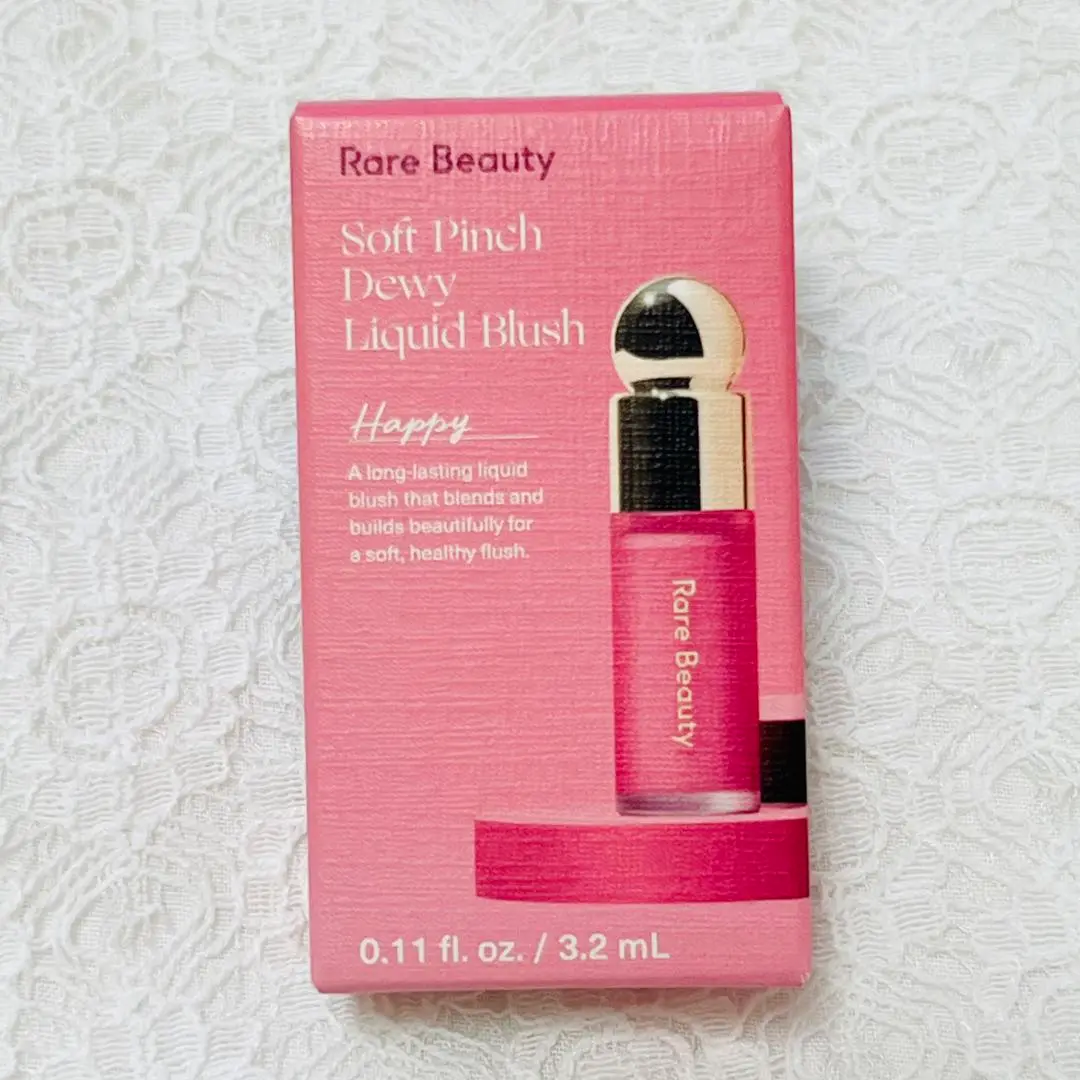 Rare Beauty
Soft Pinch
Dewy
Liquid Blush
Happy
A long-lasting liquid
blush that blends and
builds beautifully for
a soft, healthy flush.
Rare Beauty
0.11 fl. oz. / 3.2 mL